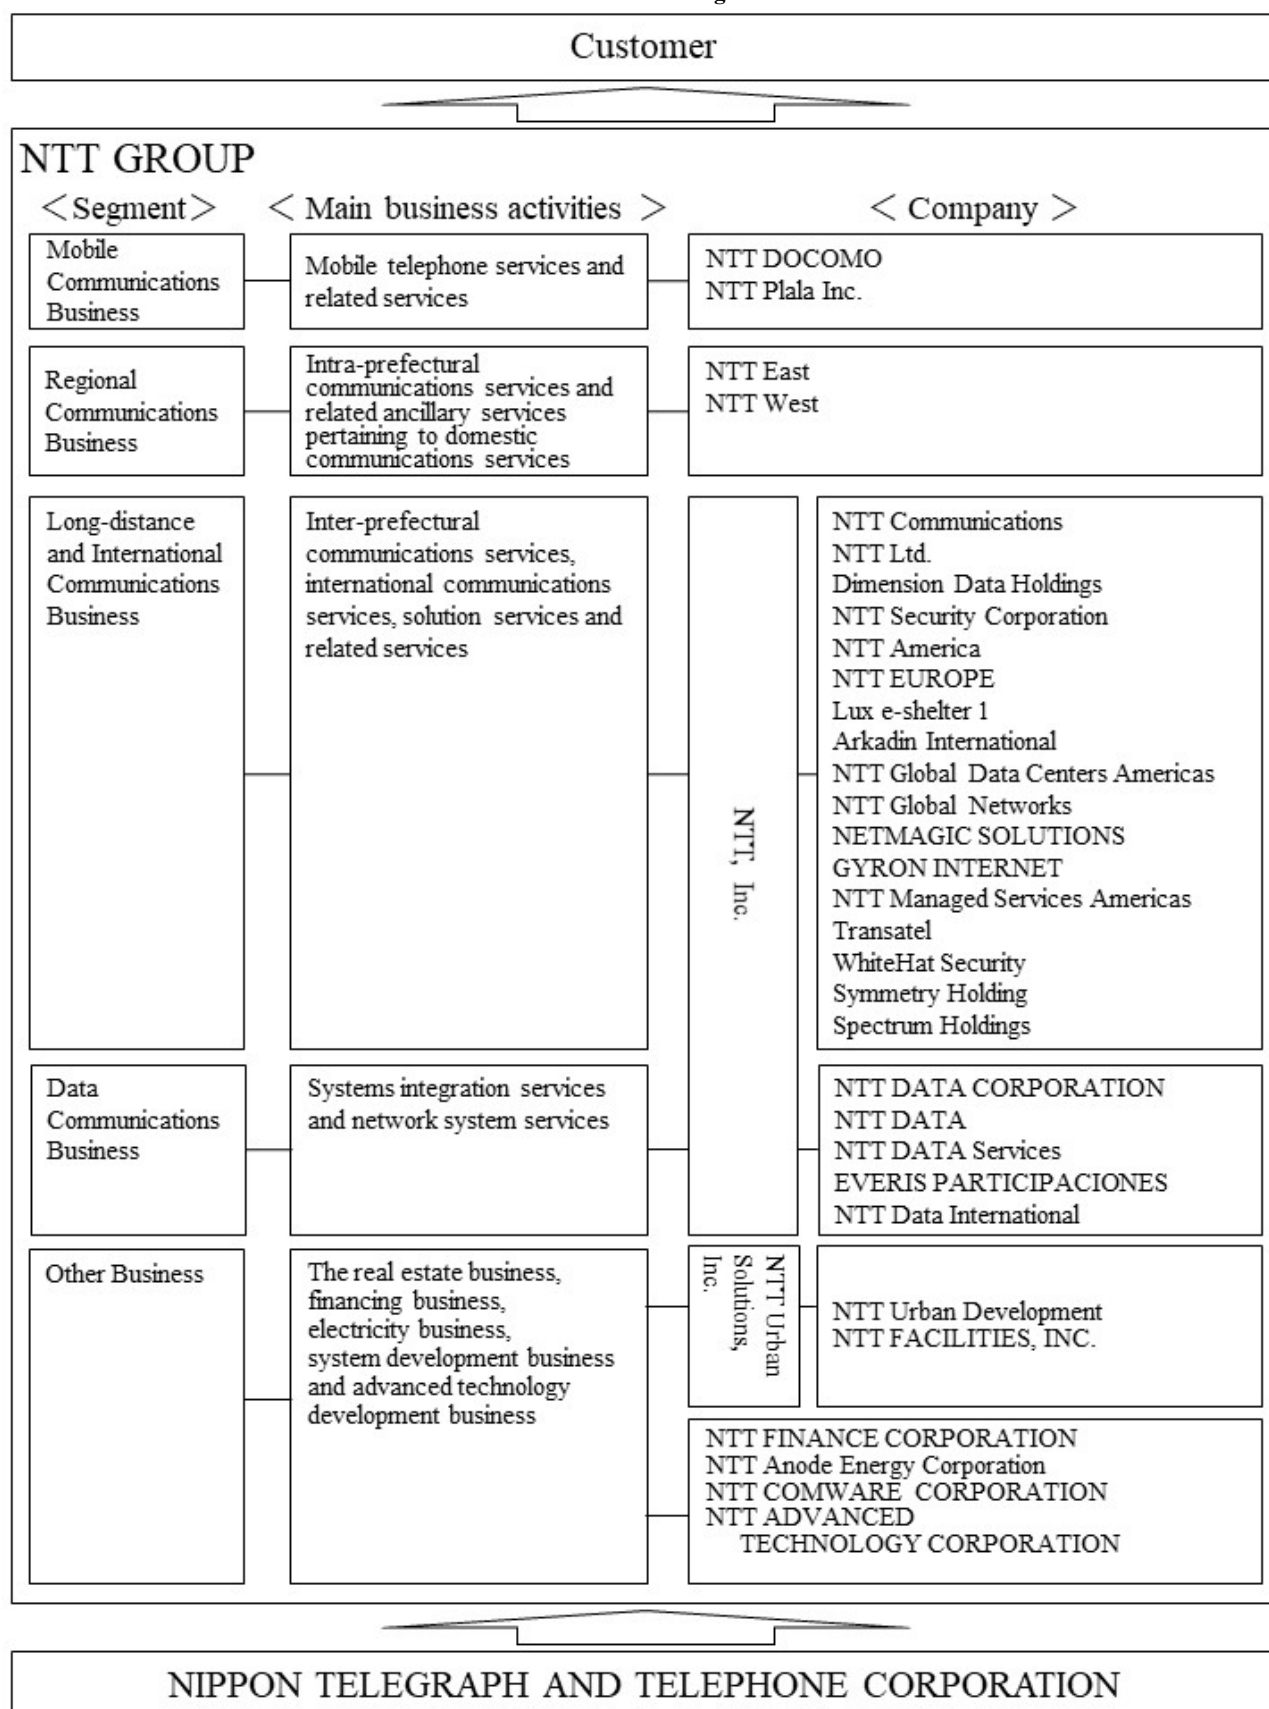 Customer
NTT GROUP
<Segment>
< Main business activities >
< Company >
Mobile
Communications
Business
Mobile telephone services and
related services
NTT DOCOMO
NTT Plala Inc.
Regional
Communications
Business
Intra-prefectural
communications services and
related ancillary services
pertaining to domestic
communications services
NTT East
NTT West
Long-distance
and International
Communications
Business
Inter-prefectural
communications services,
international communications
services, solution services and
related services
NTT, Inc.
NTT Communications
NTT Ltd.
Dimension Data Holdings
NTT Security Corporation
NTT America
NTT EUROPE
Lux e-shelter 1
Arkadin International
NTT Global Data Centers Americas
NTT Global Networks
NETMAGIC SOLUTIONS
GYRON INTERNET
NTT Managed Services Americas
Transatel
WhiteHat Security
Symmetry Holding
Spectrum Holdings
Data
Communications
Business
Systems integration services
and network system services
NTT DATA CORPORATION
NTT DATA
NTT DATA Services
EVERIS PARTICIPACIONES
NTT Data International
Other Business
The real estate business,
financing business,
electricity business,
system development business
and advanced technology
development business
NTT Urban
Solutions,
Inc.
NTT Urban Development
NTT FACILITIES, INC.
NTT FINANCE CORPORATION
NTT Anode Energy Corporation
NTT COMWARE CORPORATION
NTT ADVANCED
TECHNOLOGY CORPORATION
NIPPON TELEGRAPH AND TELEPHONE CORPORATION